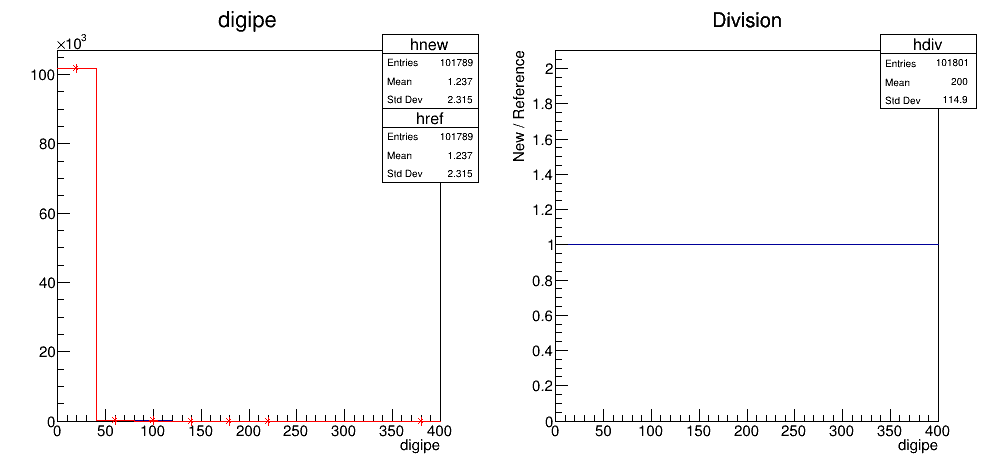 digipe
×10³
hnew
Entries 101789
Mean 1.237
Std Dev 2.315
href
Entries 101789
Mean 1.237
Std Dev 2.315
100
80
60
40
20
0
0 50 100 150 200 250 300 350 400
digipe
Division
hdiv
Entries 101801
Mean 200
Std Dev 114.9
New / Reference
2
1.8
1.6
1.4
1.2
1
0.8
0.6
0.4
0.2
0
0 50 100 150 200 250 300 350 400
digipe